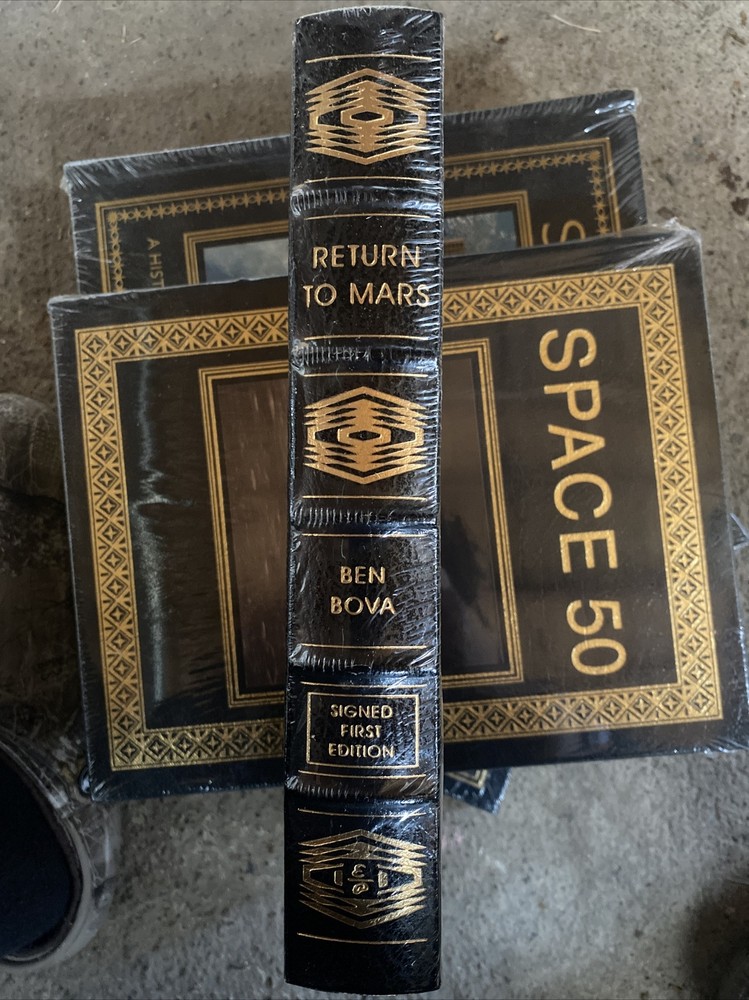 RETURN
TO MARS
BEN
BOVA
SIGNED
FIRST
EDITION
SPACE 50
S
A HIST